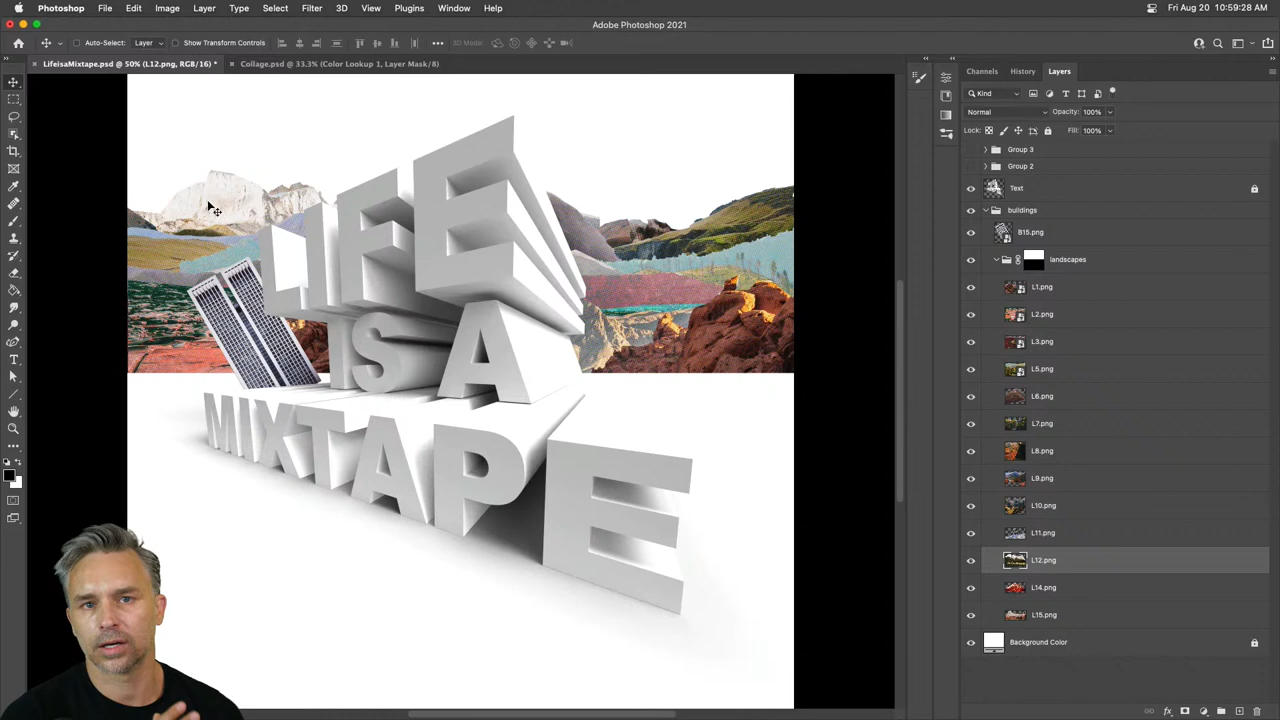 Photoshop File Edit Image Layer Type Select Filter 3D View Plugins Window Help Fri Aug 20 10:59:28 AM
Adobe Photoshop 2021
Auto-Select: Layer Show Transform Controls 3D Mode:
LifeisaMixtape.psd @ 50% (L12.png, RGB/16) * Collage.psd @ 33.3% (Color Lookup 1, Layer Mask/8)
Channels History Layers
Kind
Normal Opacity: 100%
Lock: Fill: 100%
Group 3
Group 2
Text
buildings
B15.png
landscapes
L1.png
L2.png
L3.png
L5.png
L6.png
L7.png
L8.png
L9.png
L10.png
L11.png
L12.png
L14.png
L15.png
Background Color
LIFE
IS A
MIXTAPE